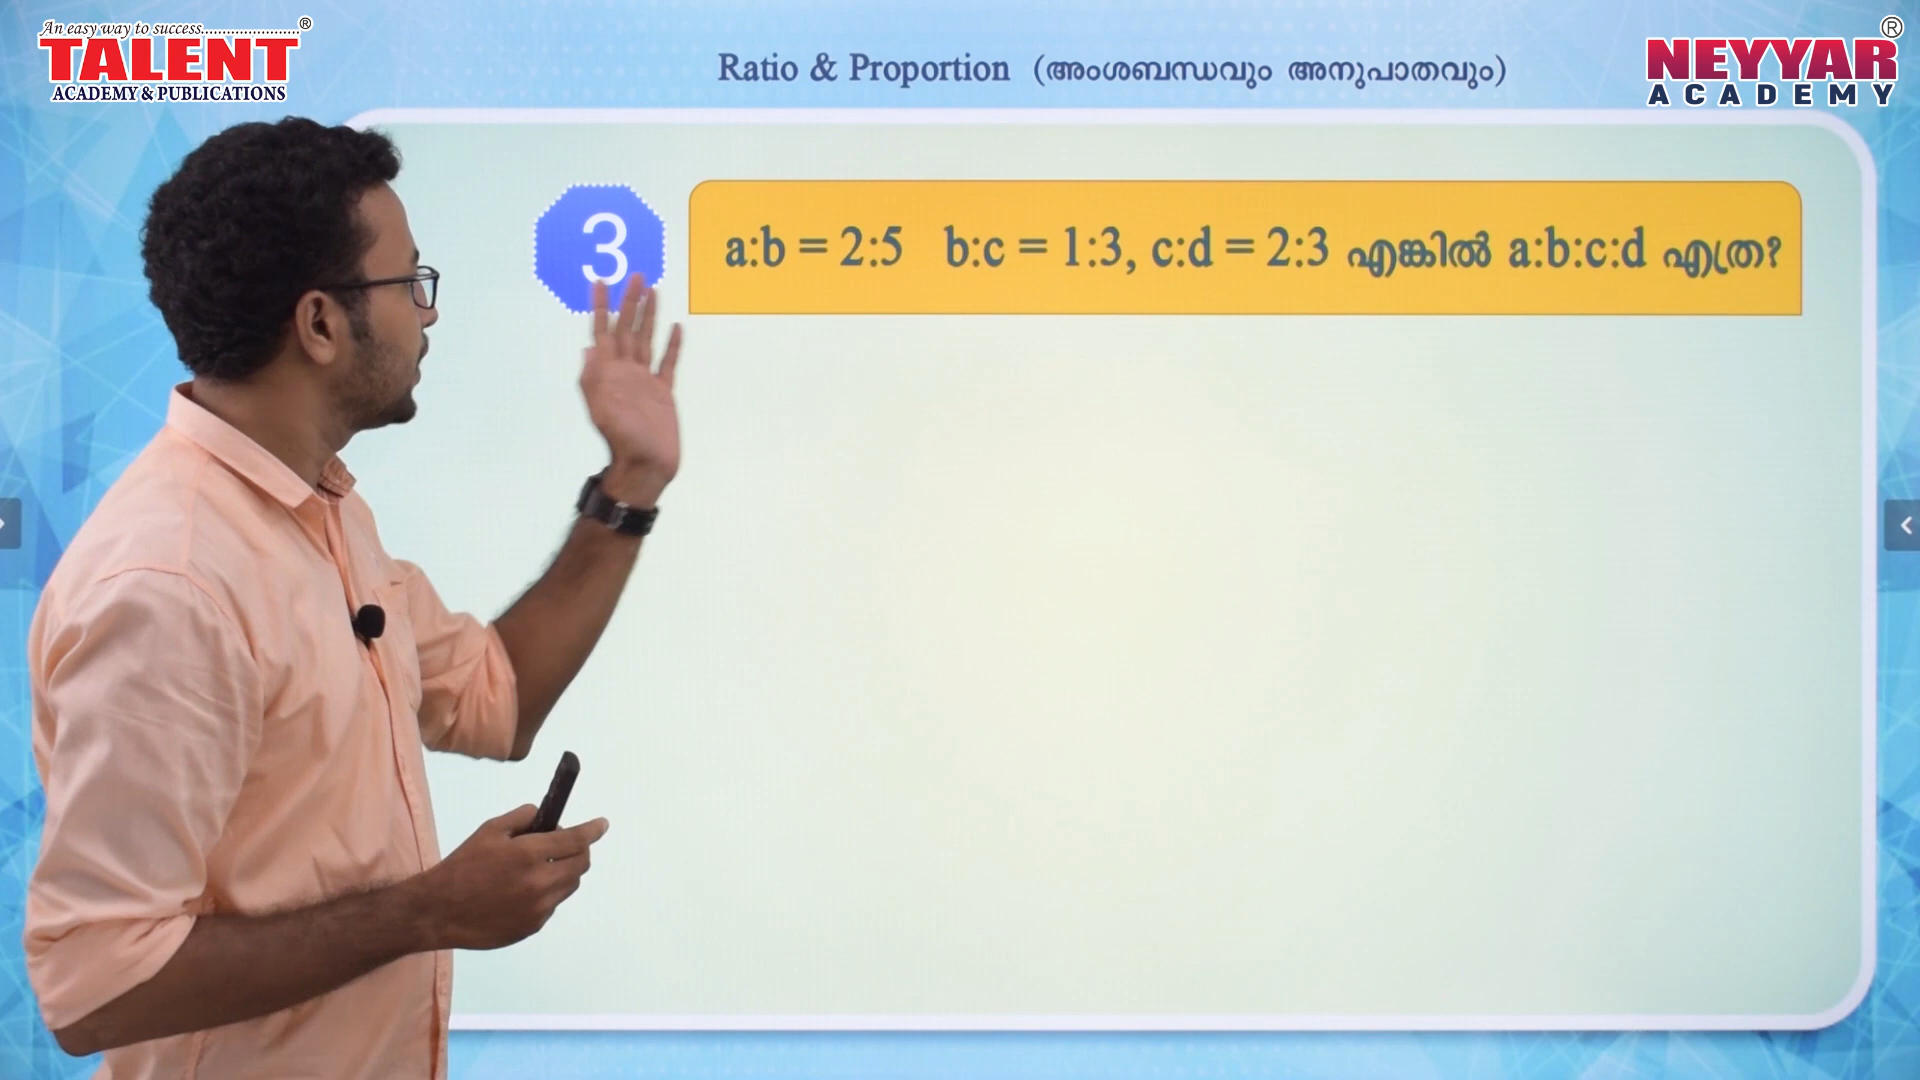 An easy way to success........................®
TALENT
ACADEMY & PUBLICATIONS
Ratio & Proportion (അംശബന്ധവും അനുപാതവും)
®
NEYYAR
ACADEMY
3
a:b = 2:5 b:c = 1:3, c:d = 2:3 എങ്കിൽ a:b:c:d എത്ര?